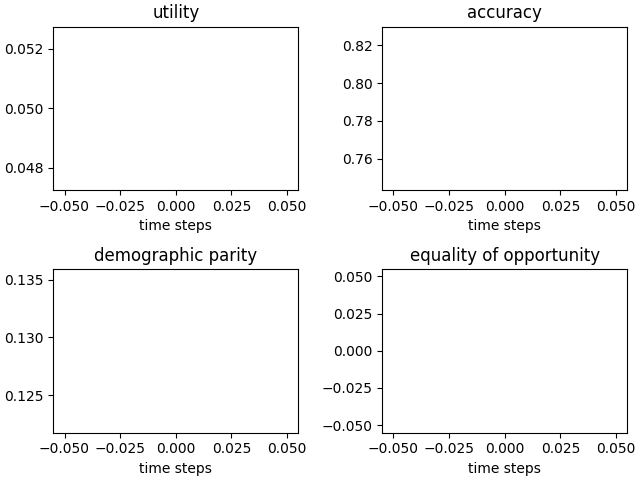 utility
0.052
0.050
0.048
−0.050 −0.025 0.000 0.025 0.050
time steps
accuracy
0.82
0.80
0.78
0.76
−0.050 −0.025 0.000 0.025 0.050
time steps
demographic parity
0.135
0.130
0.125
−0.050 −0.025 0.000 0.025 0.050
time steps
equality of opportunity
0.050
0.025
0.000
−0.025
−0.050
−0.050 −0.025 0.000 0.025 0.050
time steps